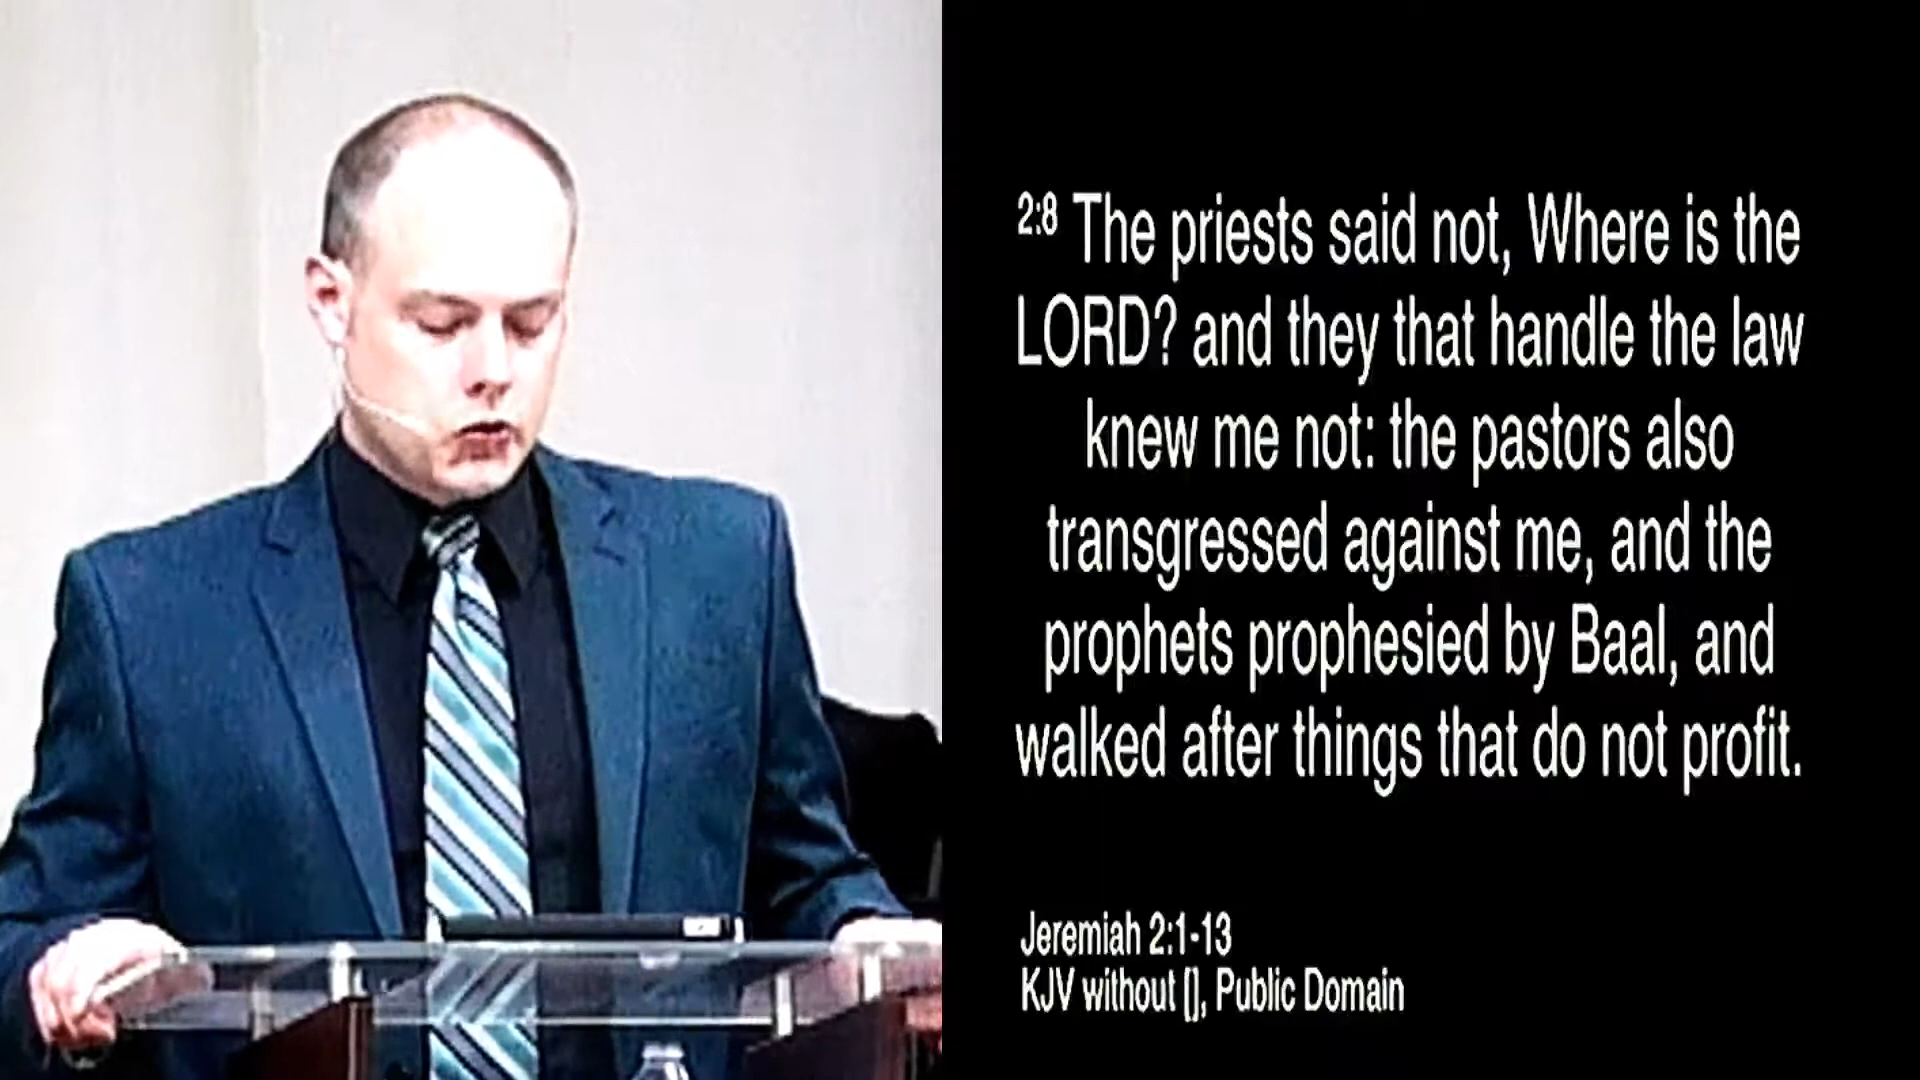 2:8 The priests said not, Where is the
LORD? and they that handle the law
knew me not: the pastors also
transgressed against me, and the
prophets prophesied by Baal, and
walked after things that do not profit.
Jeremiah 2:1-13
KJV without [], Public Domain